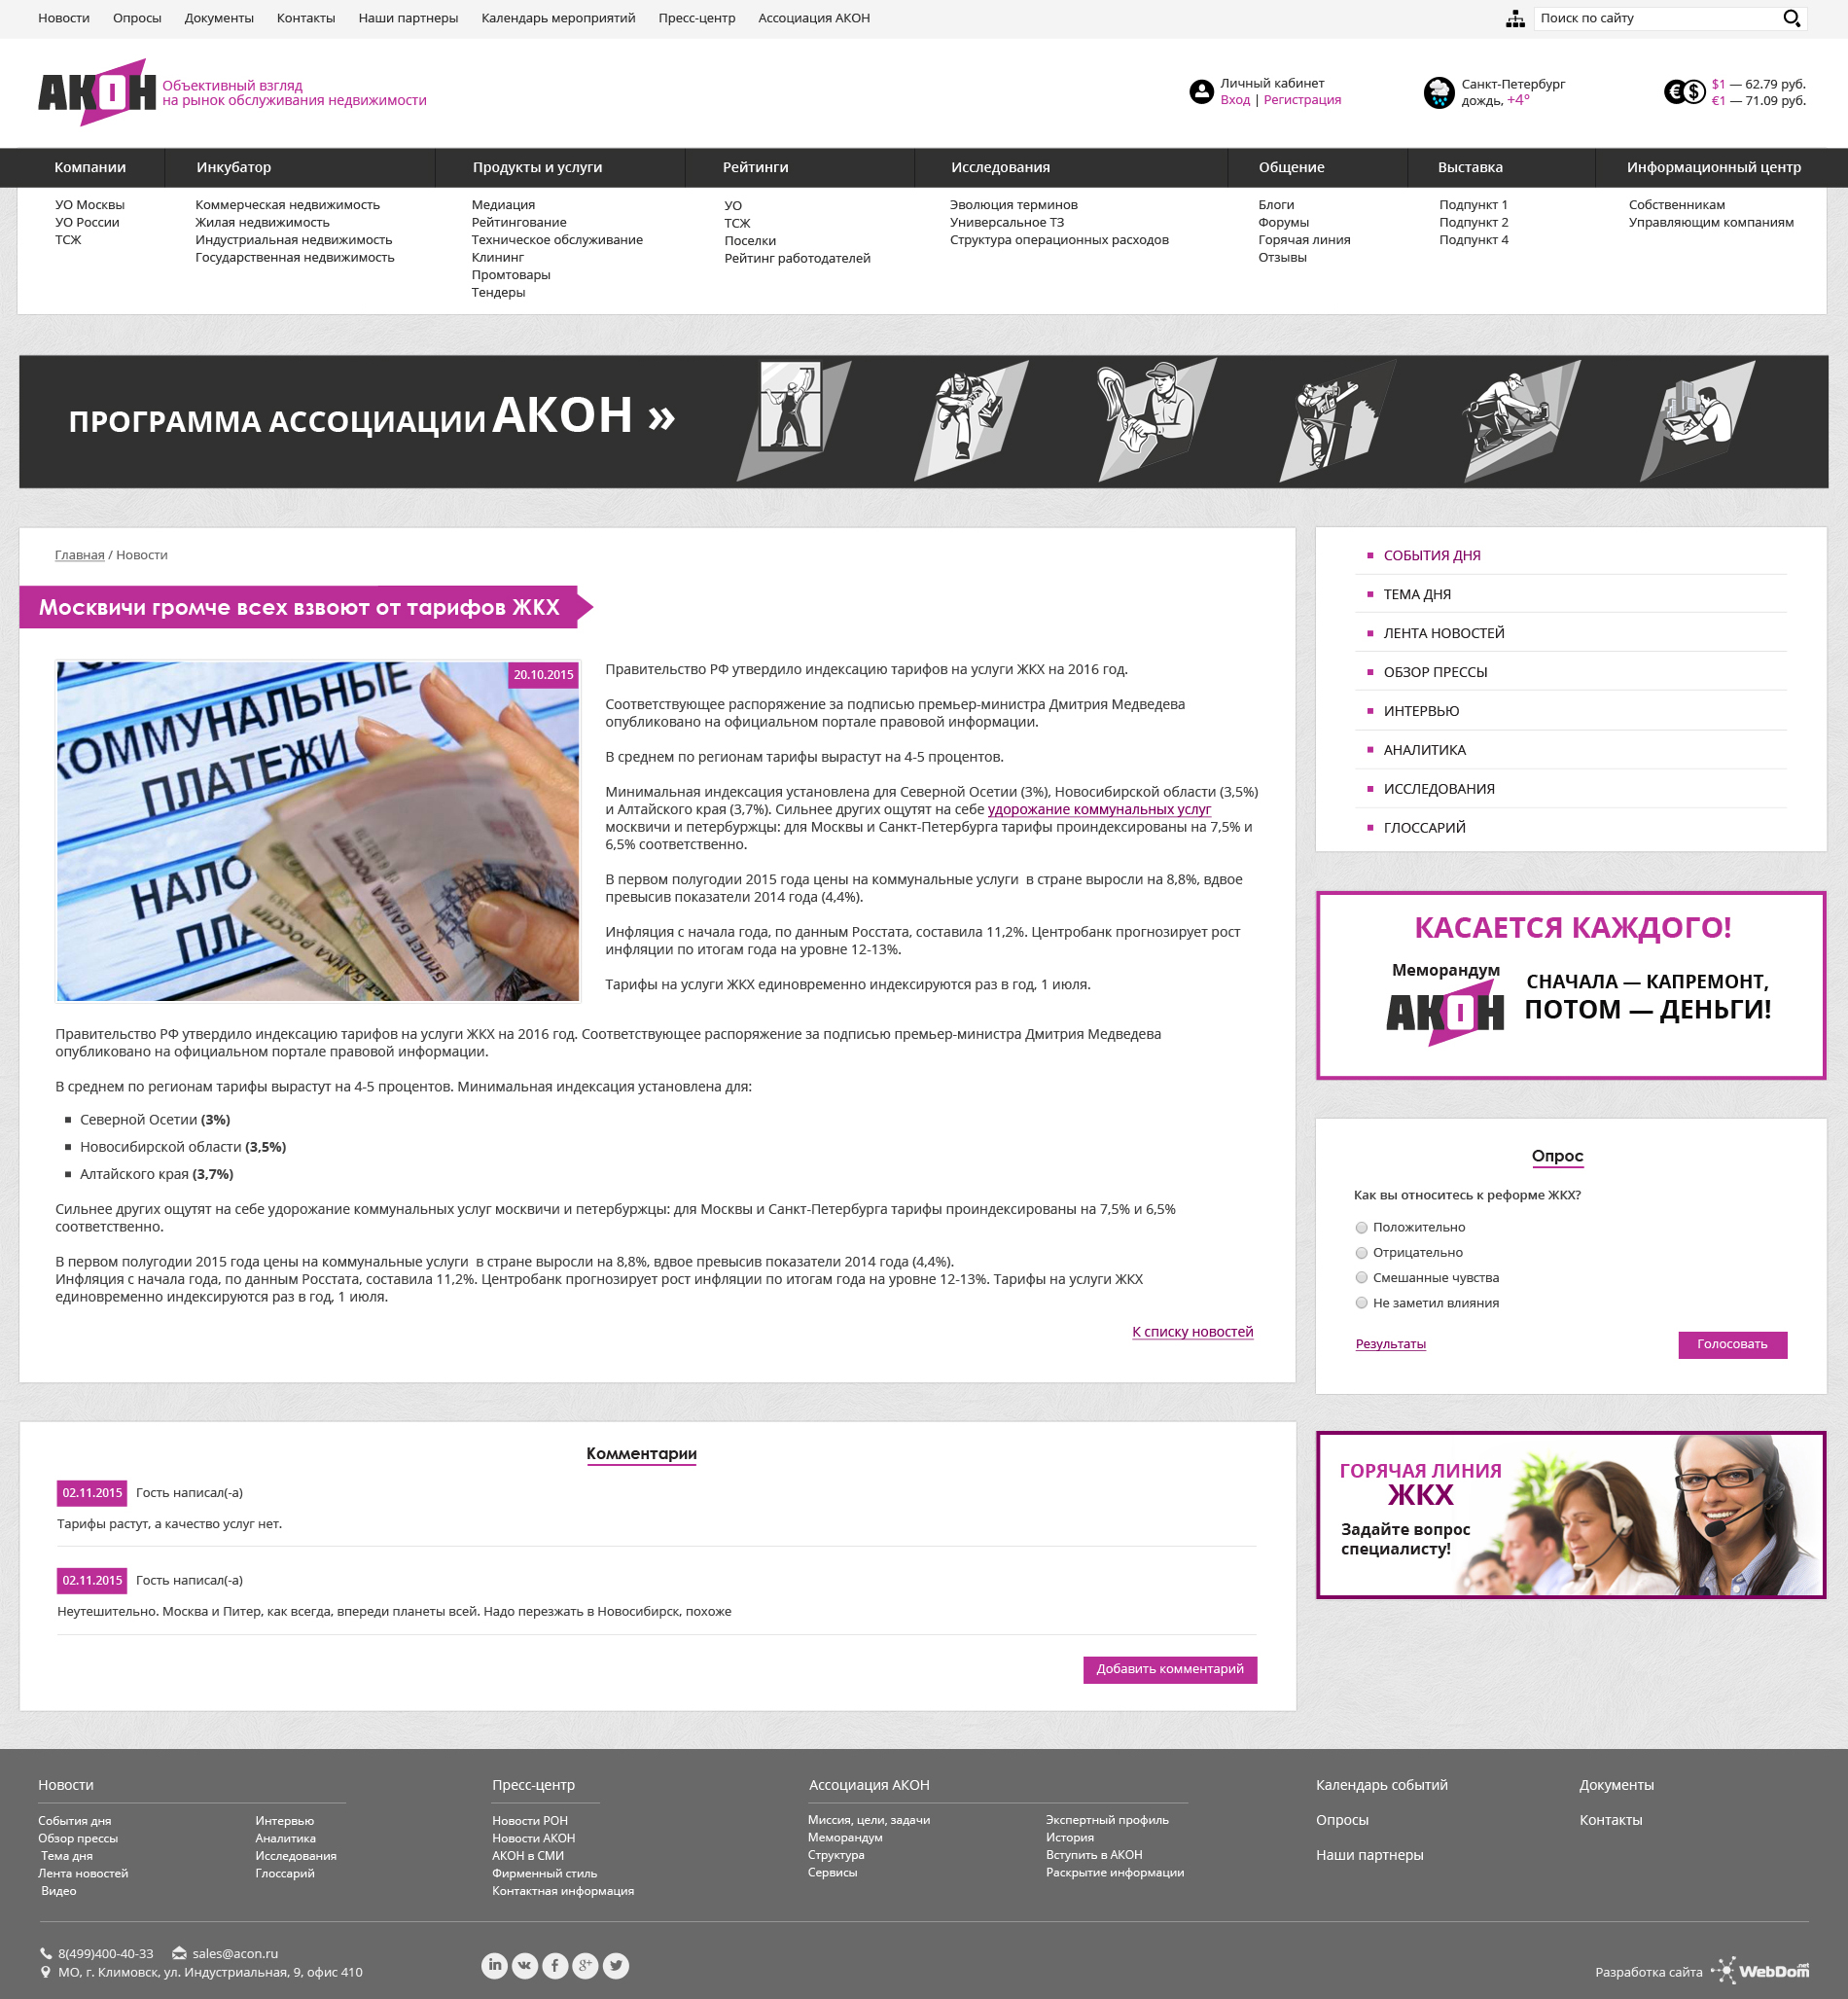 Новости Опросы Документы Контакты Наши партнеры Календарь мероприятий Пресс-центр Ассоциация АКОН Поиск по сайту
АКОН
Объективный взгляд
на рынок обслуживания недвижимости
Личный кабинет
Вход | Регистрация
Санкт-Петербург
дождь, +4°
€ $
$1 — 62.79 руб.
€1 — 71.09 руб.
Компании Инкубатор Продукты и услуги Рейтинги Исследования Общение Выставка Информационный центр
УО Москвы
УО России
ТСЖ
Коммерческая недвижимость
Жилая недвижимость
Индустриальная недвижимость
Государственная недвижимость
Медиация
Рейтингование
Техническое обслуживание
Клининг
Промтовары
Тендеры
УО
ТСЖ
Поселки
Рейтинг работодателей
Эволюция терминов
Универсальное ТЗ
Структура операционных расходов
Блоги
Форумы
Горячая линия
Отзывы
Подпункт 1
Подпункт 2
Подпункт 4
Собственникам
Управляющим компаниям
ПРОГРАММА АССОЦИАЦИИ АКОН »
Главная / Новости
Москвичи громче всех взвоют от тарифов ЖКХ
20.10.2015
КОММУНАЛЬНЫЕ
КОММУНАЛЬНЫЕ
ПЛАТЕЖИ
НАЛО
ПЛА
Правительство РФ утвердило индексацию тарифов на услуги ЖКХ на 2016 год.
Соответствующее распоряжение за подписью премьер-министра Дмитрия Медведева
опубликовано на официальном портале правовой информации.
В среднем по регионам тарифы вырастут на 4-5 процентов.
Минимальная индексация установлена для Северной Осетии (3%), Новосибирской области (3,5%)
и Алтайского края (3,7%). Сильнее других ощутят на себе удорожание коммунальных услуг
москвичи и петербуржцы: для Москвы и Санкт-Петербурга тарифы проиндексированы на 7,5% и
6,5% соответственно.
В первом полугодии 2015 года цены на коммунальные услуги в стране выросли на 8,8%, вдвое
превысив показатели 2014 года (4,4%).
Инфляция с начала года, по данным Росстата, составила 11,2%. Центробанк прогнозирует рост
инфляции по итогам года на уровне 12-13%.
Тарифы на услуги ЖКХ единовременно индексируются раз в год, 1 июля.
Правительство РФ утвердило индексацию тарифов на услуги ЖКХ на 2016 год. Соответствующее распоряжение за подписью премьер-министра Дмитрия Медведева
опубликовано на официальном портале правовой информации.
В среднем по регионам тарифы вырастут на 4-5 процентов. Минимальная индексация установлена для:
Северной Осетии (3%)
Новосибирской области (3,5%)
Алтайского края (3,7%)
Сильнее других ощутят на себе удорожание коммунальных услуг москвичи и петербуржцы: для Москвы и Санкт-Петербурга тарифы проиндексированы на 7,5% и 6,5%
соответственно.
В первом полугодии 2015 года цены на коммунальные услуги в стране выросли на 8,8%, вдвое превысив показатели 2014 года (4,4%).
Инфляция с начала года, по данным Росстата, составила 11,2%. Центробанк прогнозирует рост инфляции по итогам года на уровне 12-13%. Тарифы на услуги ЖКХ
единовременно индексируются раз в год, 1 июля.
К списку новостей
СОБЫТИЯ ДНЯ
ТЕМА ДНЯ
ЛЕНТА НОВОСТЕЙ
ОБЗОР ПРЕССЫ
ИНТЕРВЬЮ
АНАЛИТИКА
ИССЛЕДОВАНИЯ
ГЛОССАРИЙ
КАСАЕТСЯ КАЖДОГО!
Меморандум
АКОН
СНАЧАЛА — КАПРЕМОНТ,
ПОТОМ — ДЕНЬГИ!
Опрос
Как вы относитесь к реформе ЖКХ?
Положительно
Отрицательно
Смешанные чувства
Не заметил влияния
Результаты Голосовать
ГОРЯЧАЯ ЛИНИЯ
ЖКХ
Задайте вопрос
специалисту!
Комментарии
02.11.2015 Гость написал(-а)
Тарифы растут, а качество услуг нет.
02.11.2015 Гость написал(-а)
Неутешительно. Москва и Питер, как всегда, впереди планеты всей. Надо перезжать в Новосибирск, похоже
Добавить комментарий
Новости
События дня
Обзор прессы
Тема дня
Лента новостей
Видео
Интервью
Аналитика
Исследования
Глоссарий
Пресс-центр
Новости РОН
Новости АКОН
АКОН в СМИ
Фирменный стиль
Контактная информация
Ассоциация АКОН
Миссия, цели, задачи
Меморандум
Структура
Сервисы
Экспертный профиль
История
Вступить в АКОН
Раскрытие информации
Календарь событий
Опросы
Наши партнеры
Документы
Контакты
8(499)400-40-33 sales@acon.ru
МО, г. Климовск, ул. Индустриальная, 9, офис 410
Разработка сайта WebDom.net